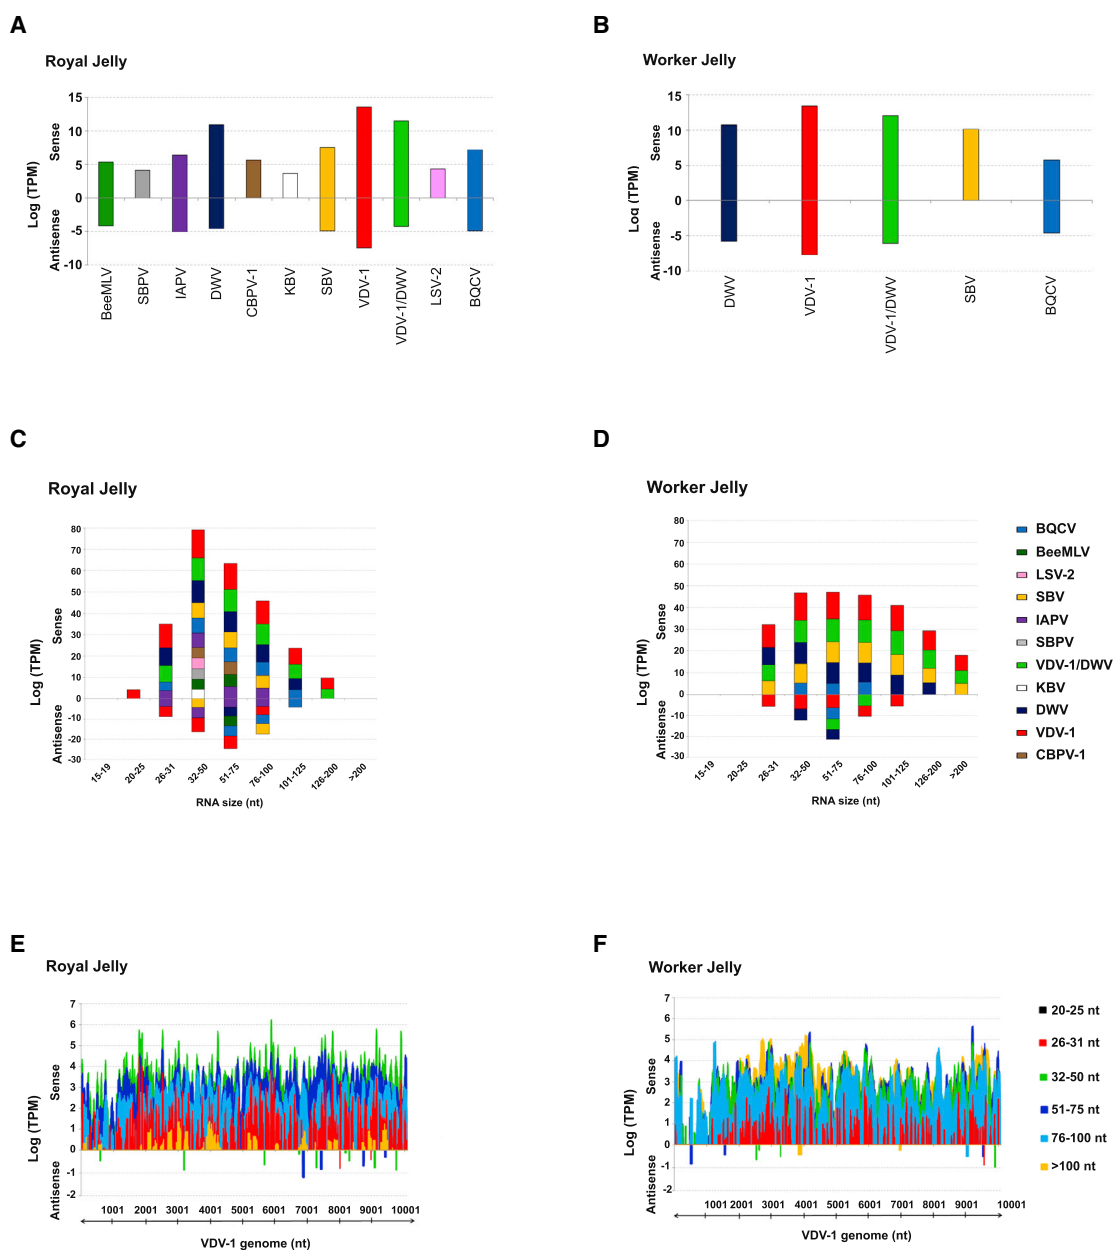 A
Royal Jelly
15
10
5
0
-5
-10
Log (TPM)
Sense
Antisense
BeeMLV
SBPV
IAPV
DWV
CBPV-1
KBV
SBV
VDV-1
VDV-1/DWV
LSV-2
BQCV
B
Worker Jelly
15
10
5
0
-5
-10
Log (TPM)
Sense
Antisense
DWV
VDV-1
VDV-1/DWV
SBV
BQCV
C
Royal Jelly
80
70
60
50
40
30
20
10
0
-10
-20
-30
Log (TPM)
Sense
Antisense
15-19
20-25
26-31
32-50
51-75
76-100
101-125
126-200
>200
RNA size (nt)
D
Worker Jelly
80
70
60
50
40
30
20
10
0
-10
-20
-30
Log (TPM)
Sense
Antisense
15-19
20-25
26-31
32-50
51-75
76-100
101-125
126-200
>200
RNA size (nt)
BQCV
BeeMLV
LSV-2
SBV
IAPV
SBPV
VDV-1/DWV
KBV
DWV
VDV-1
CBPV-1
E
Royal Jelly
7
6
5
4
3
2
1
0
-1
-2
Log (TPM)
Sense
Antisense
1001 2001 3001 4001 5001 6001 7001 8001 9001 10001
VDV-1 genome (nt)
F
Worker Jelly
7
6
5
4
3
2
1
0
-1
-2
Log (TPM)
Sense
Antisense
1001 2001 3001 4001 5001 6001 7001 8001 9001 10001
VDV-1 genome (nt)
20-25 nt
26-31 nt
32-50 nt
51-75 nt
76-100 nt
>100 nt